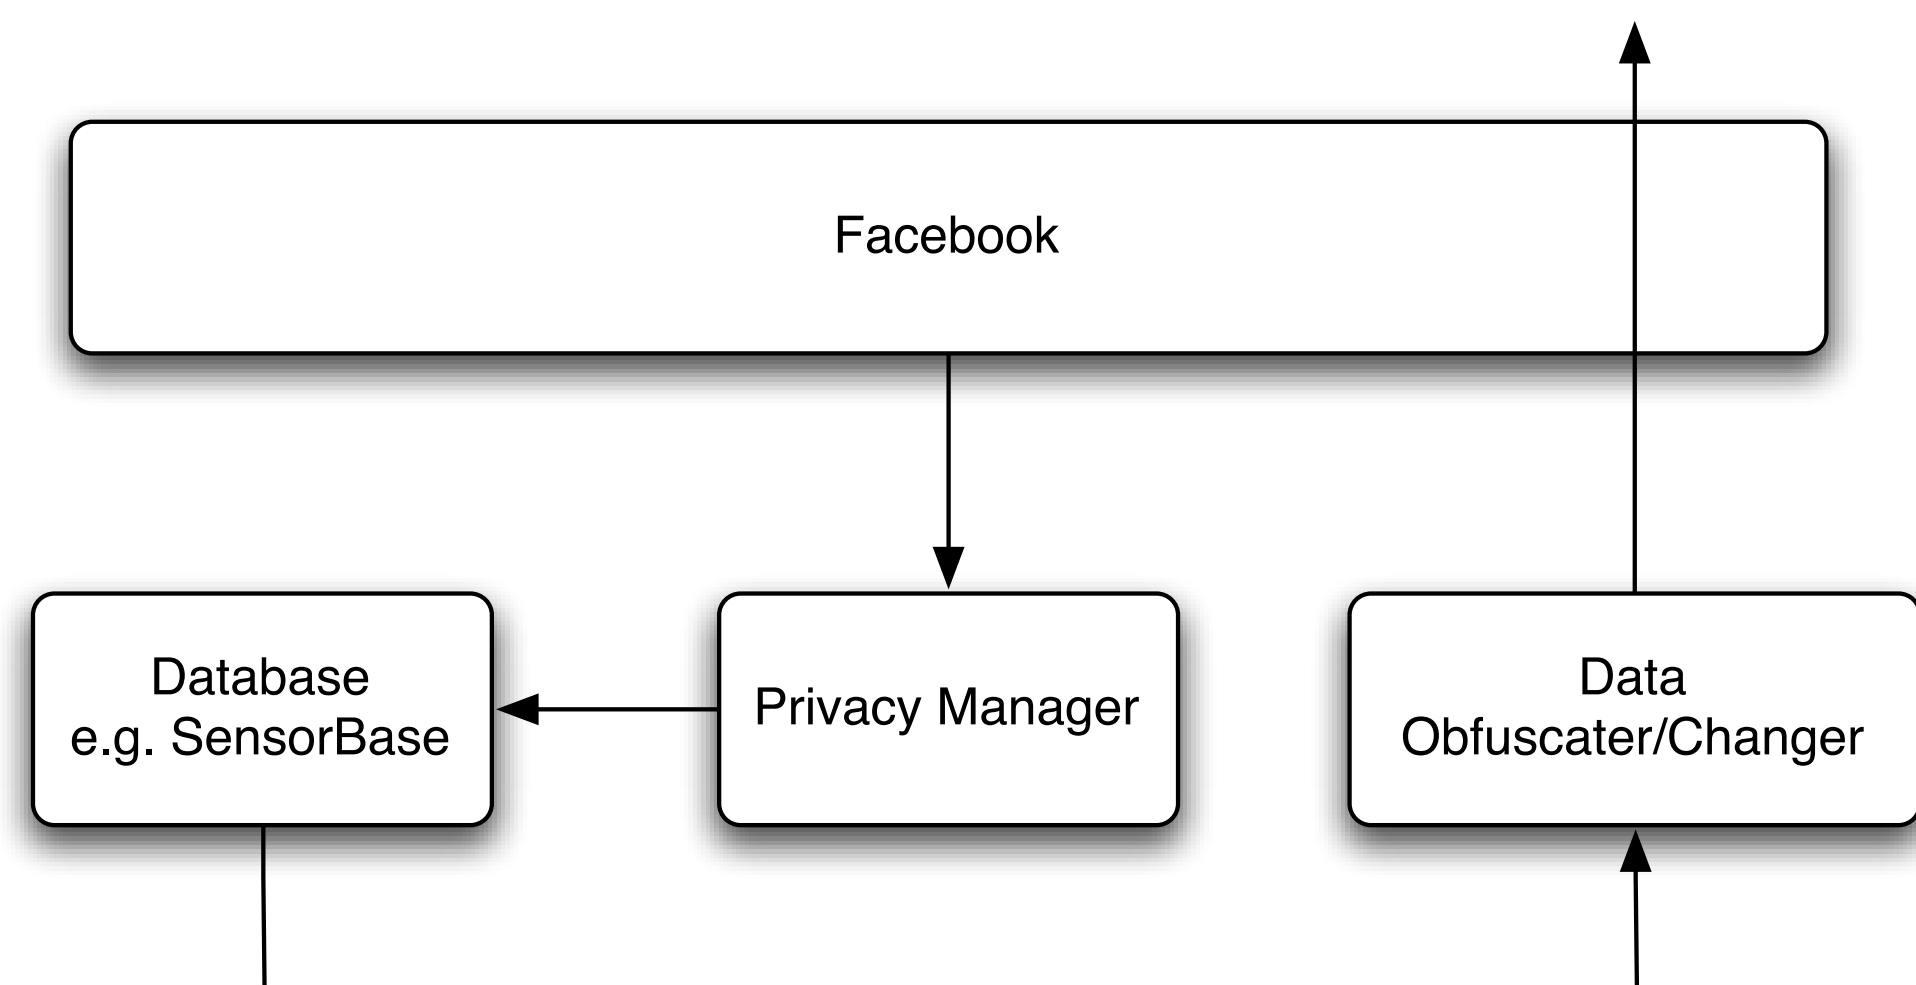 Facebook
Database
e.g. SensorBase
Privacy Manager
Data
Obfuscater/Changer